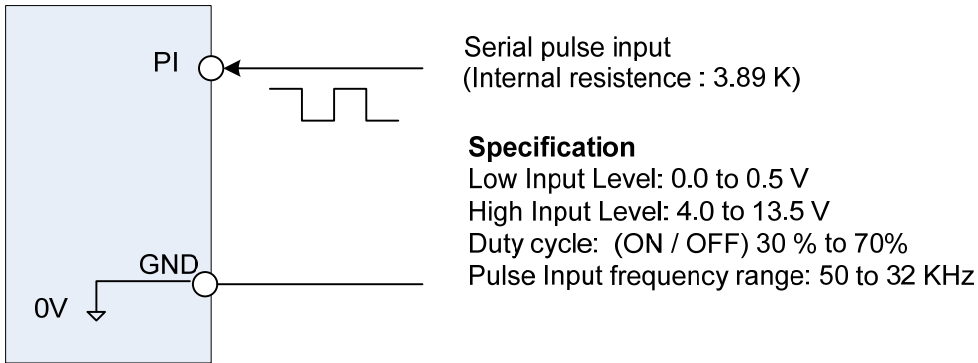 PI
Serial pulse input
(Internal resistence : 3.89 K)
Specification
Low Input Level: 0.0 to 0.5 V
High Input Level: 4.0 to 13.5 V
Duty cycle: (ON / OFF) 30 % to 70%
Pulse Input frequency range: 50 to 32 KHz
GND
0V